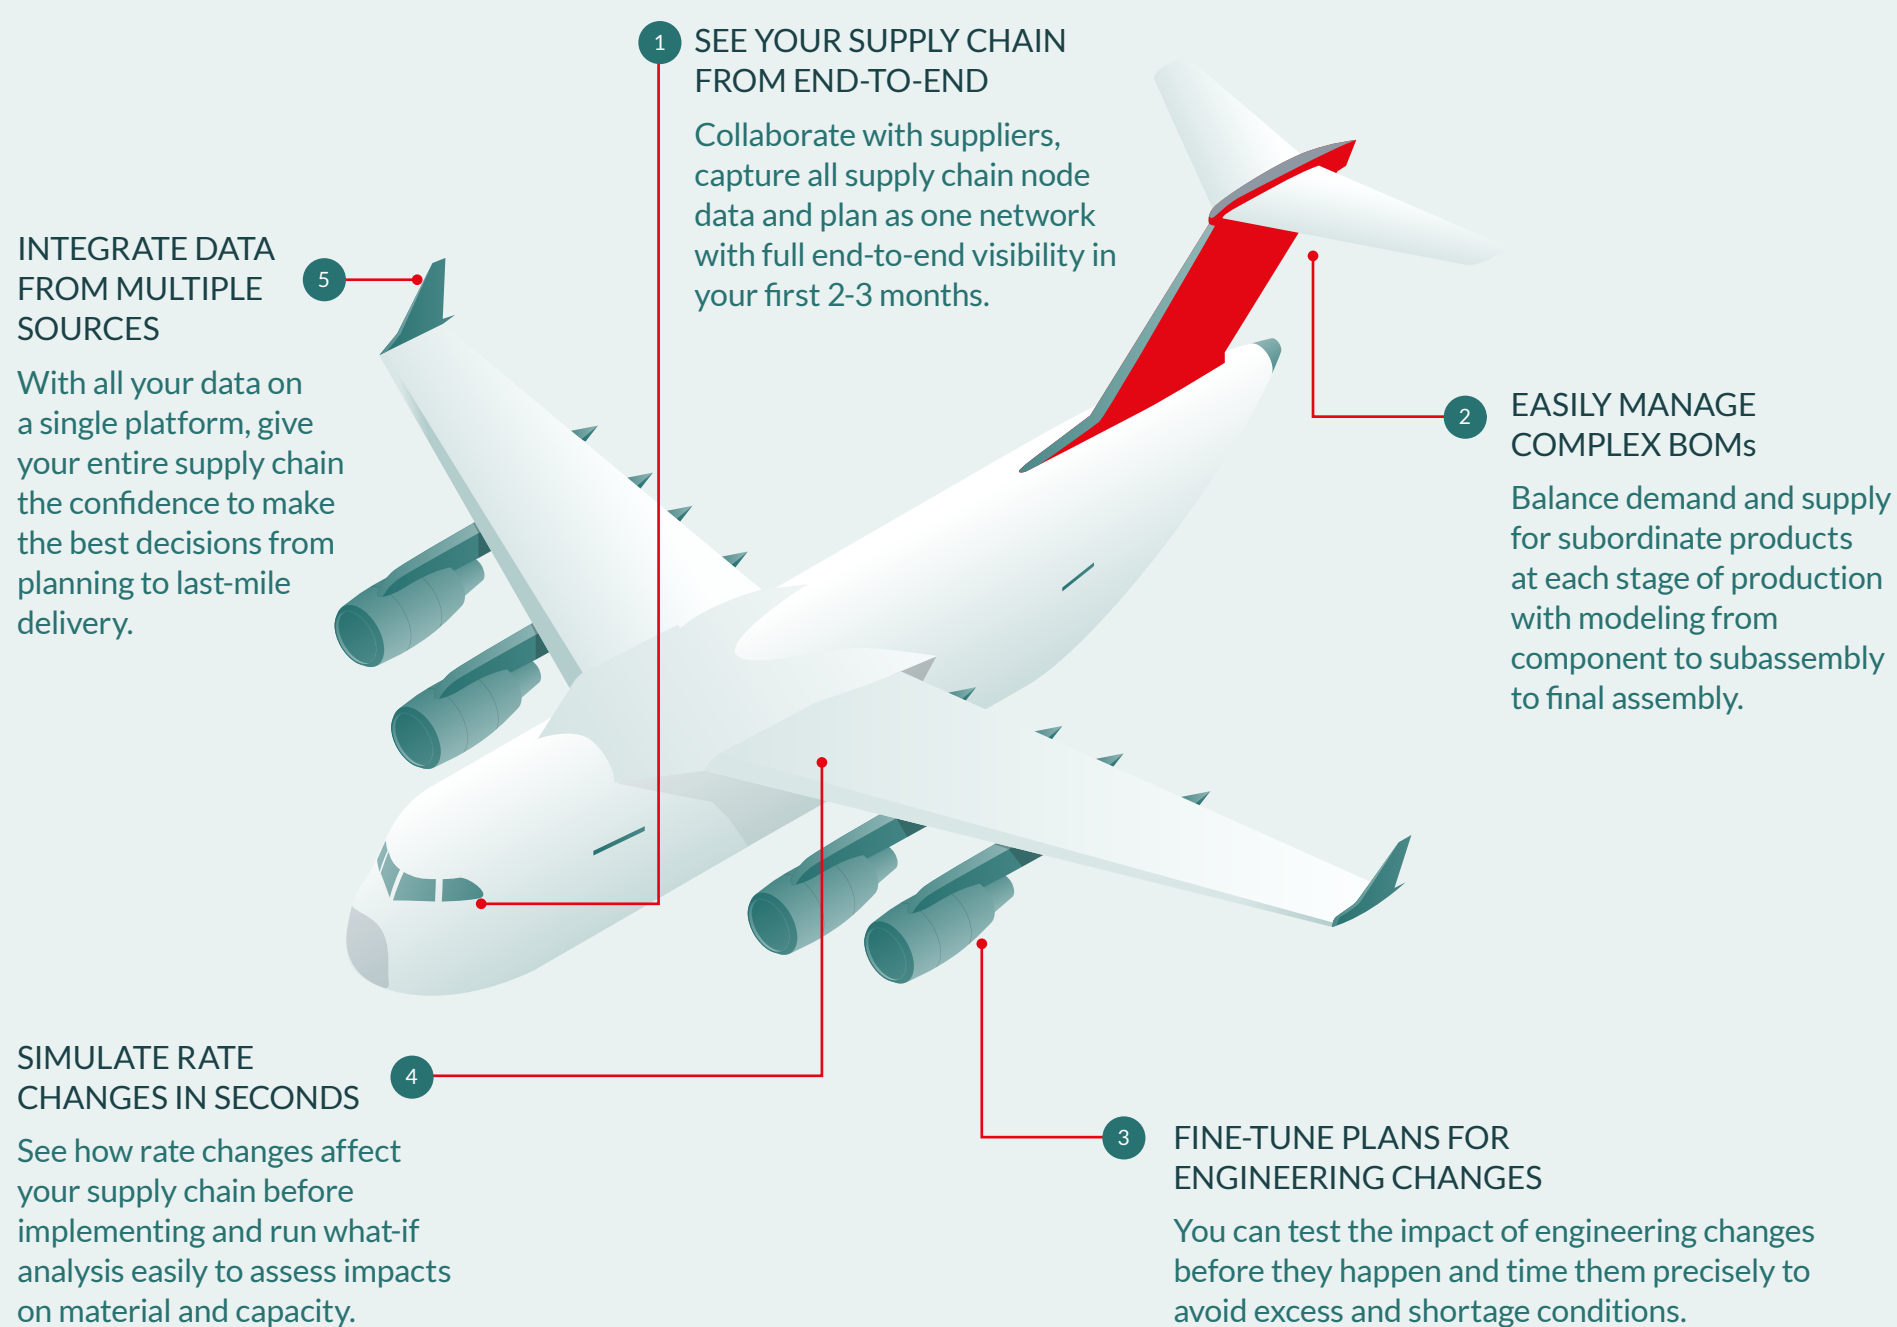 1
SEE YOUR SUPPLY CHAIN
FROM END-TO-END
Collaborate with suppliers,
capture all supply chain node
data and plan as one network
with full end-to-end visibility in
your first 2-3 months.
2
EASILY MANAGE
COMPLEX BOMs
Balance demand and supply
for subordinate products
at each stage of production
with modeling from
component to subassembly
to final assembly.
3
FINE-TUNE PLANS FOR
ENGINEERING CHANGES
You can test the impact of engineering changes
before they happen and time them precisely to
avoid excess and shortage conditions.
4
SIMULATE RATE
CHANGES IN SECONDS
See how rate changes affect
your supply chain before
implementing and run what-if
analysis easily to assess impacts
on material and capacity.
5
INTEGRATE DATA
FROM MULTIPLE
SOURCES
With all your data on
a single platform, give
your entire supply chain
the confidence to make
the best decisions from
planning to last-mile
delivery.